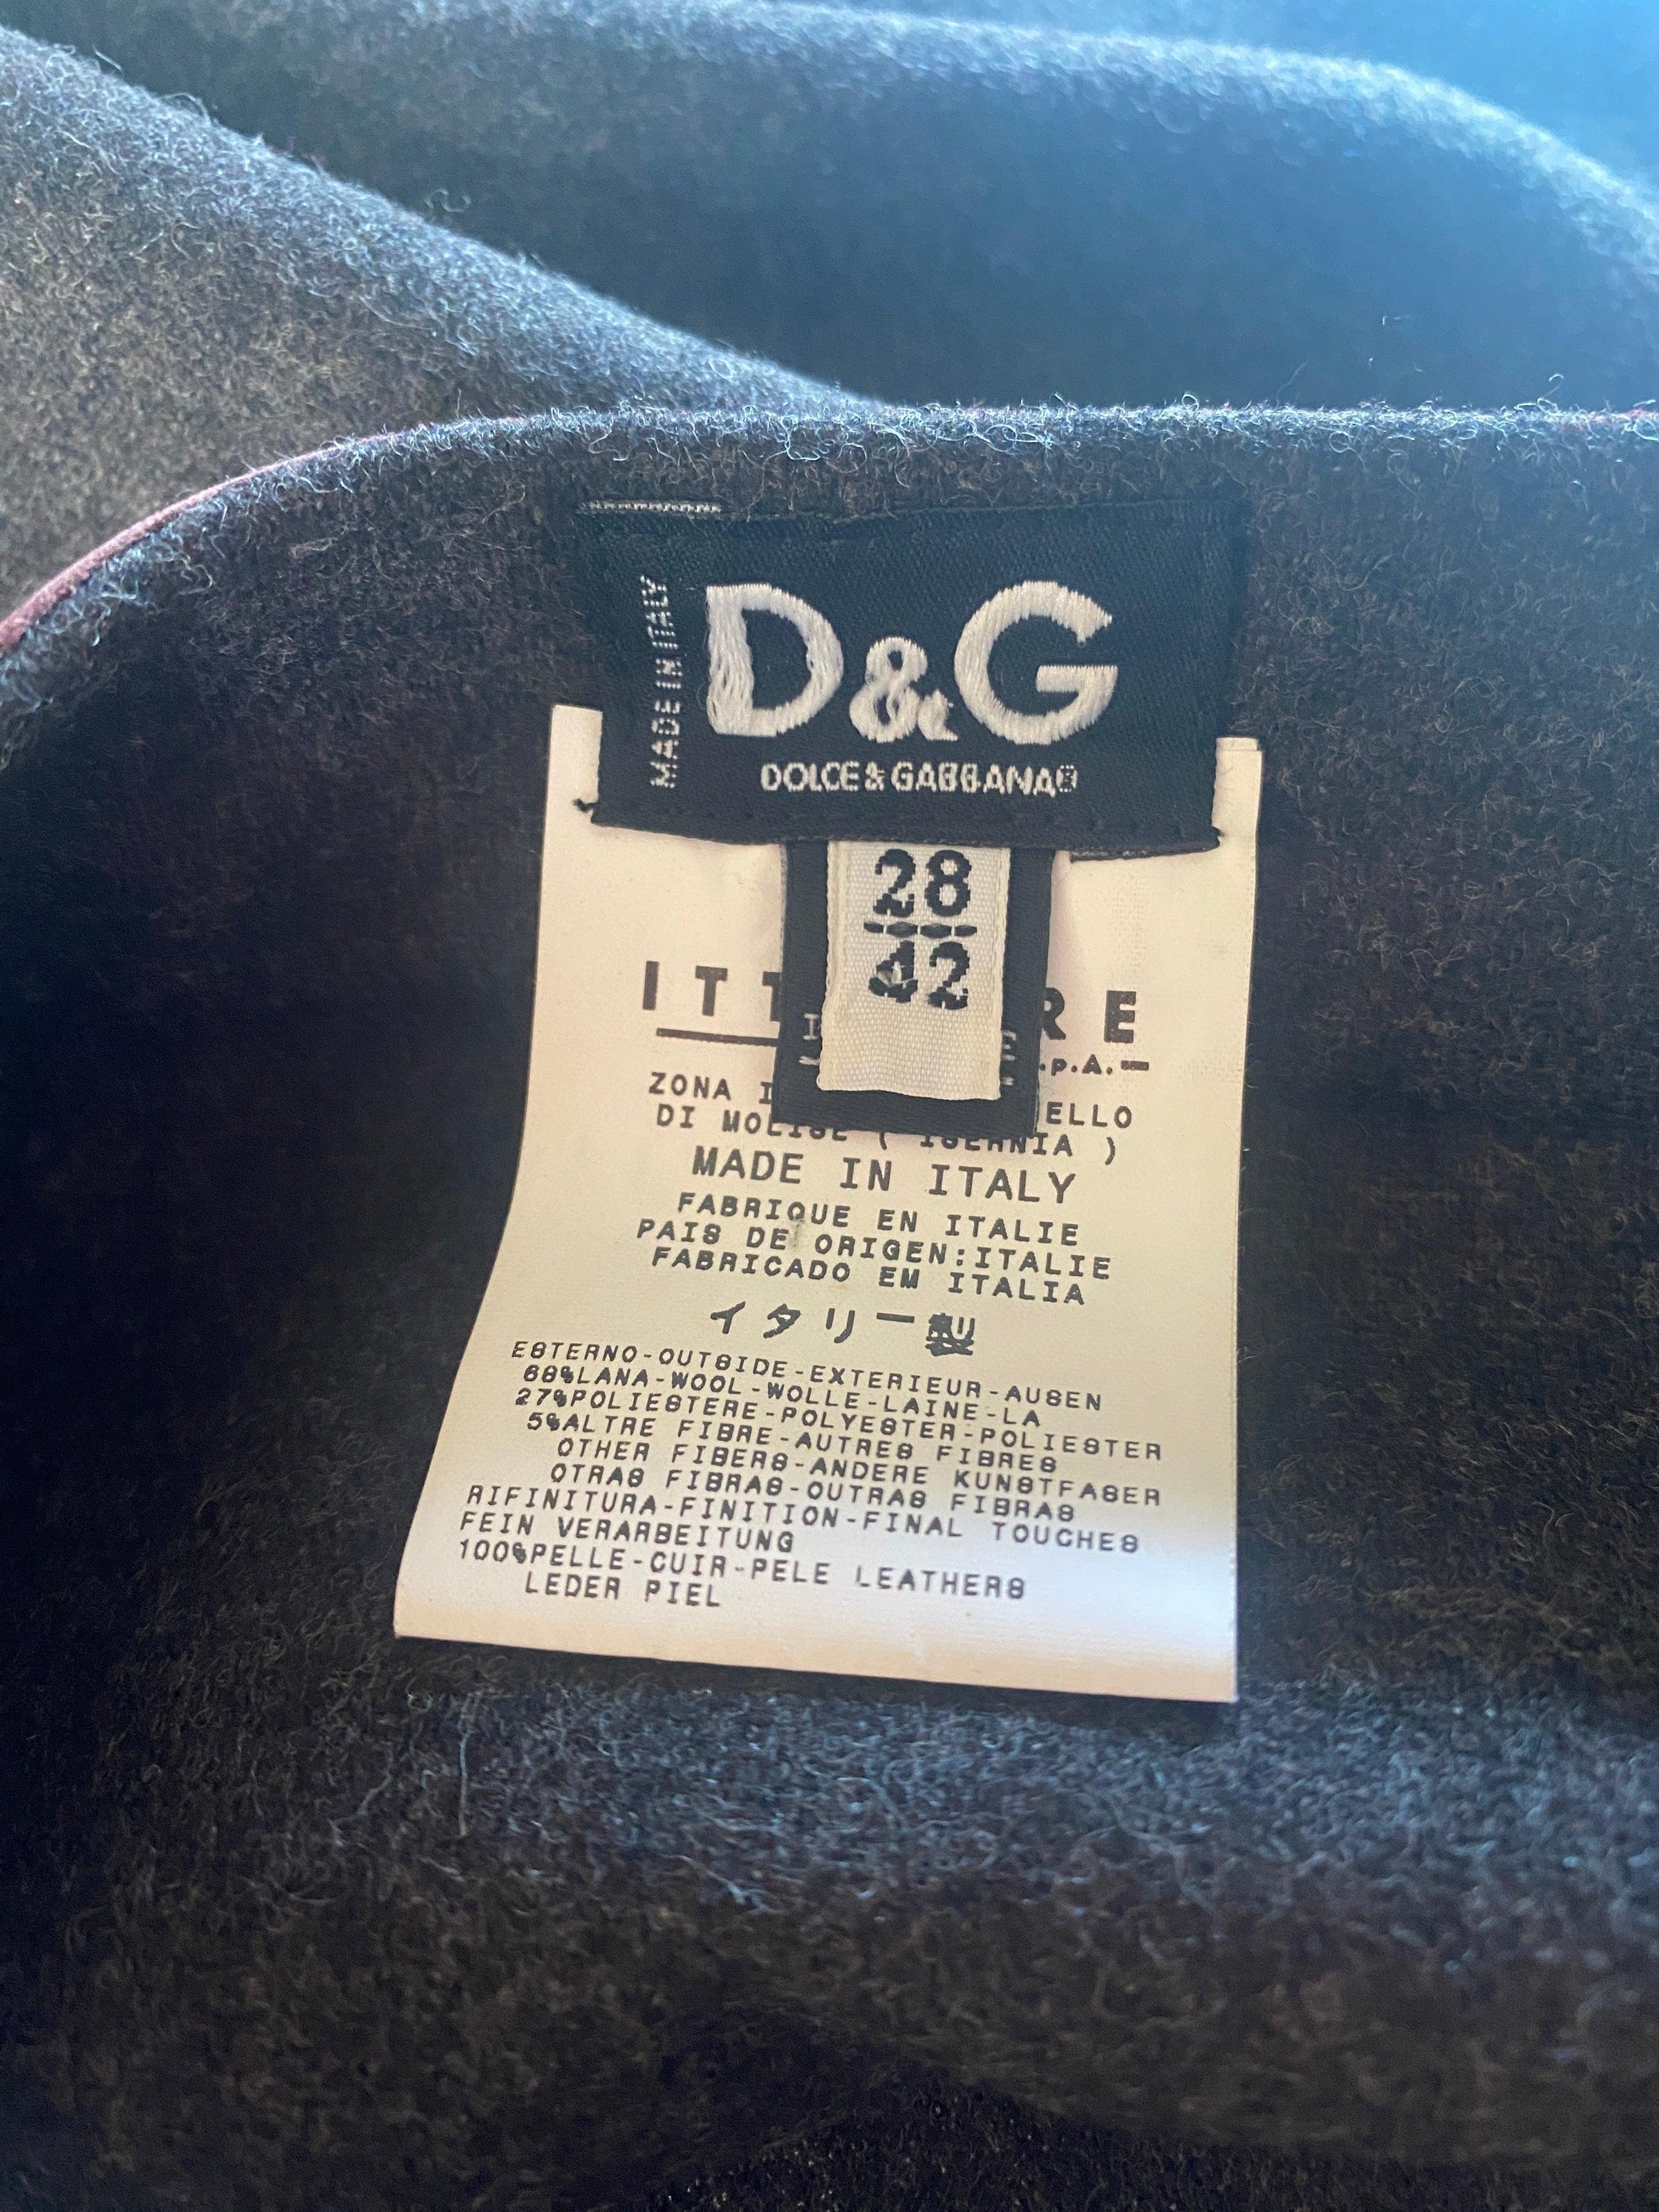 MADE IN ITALY
D&G
DOLCE & GABBANA®
28
42
ITT RE
.p.A.
ZONA I ELLO
DI MOLISE ( ISERNIA )
MADE IN ITALY
FABRIQUE EN ITALIE
PAIS DE ORIGEN:ITALIE
FABRICADO EM ITALIA
イタリー製
ESTERNO-OUTSIDE-EXTERIEUR-AUSEN
68%LANA-WOOL-WOLLE-LAINE-LA
27%POLIESTERE-POLYESTER-POLIESTER
5%ALTRE FIBRE-AUTRES FIBRES
OTHER FIBERS-ANDERE KUNSTFASER
OTRAS FIBRAS-OUTRAS FIBRAS
RIFINITURA-FINITION-FINAL TOUCHES
FEIN VERARBEITUNG
100%PELLE-CUIR-PELE LEATHERS
LEDER PIEL